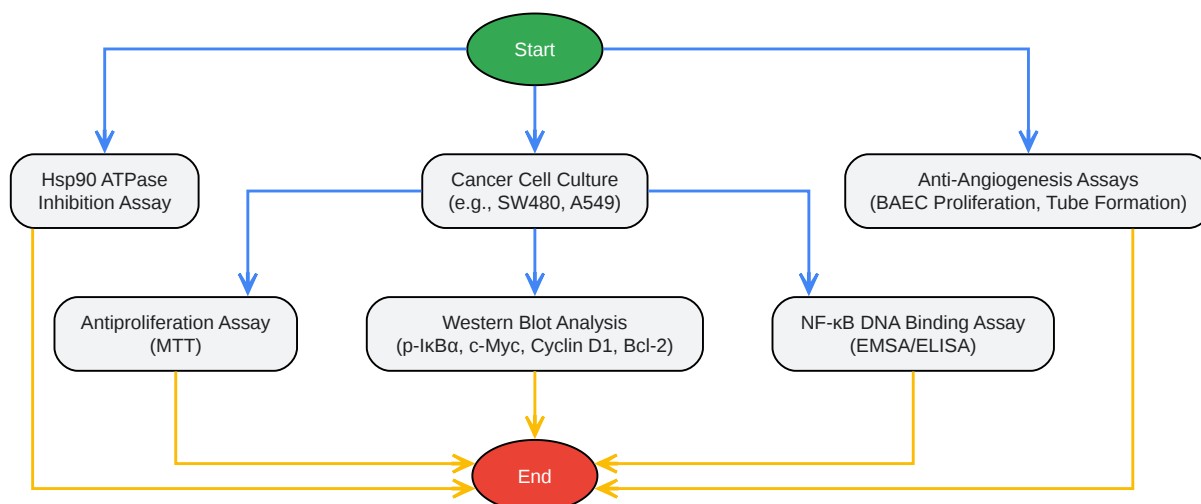 Start
Hsp90 ATPase
Inhibition Assay
Cancer Cell Culture
(e.g., SW480, A549)
Anti-Angiogenesis Assays
(BAEC Proliferation, Tube Formation)
Antiproliferation Assay
(MTT)
Western Blot Analysis
(p-IκBα, c-Myc, Cyclin D1, Bcl-2)
NF-κB DNA Binding Assay
(EMSA/ELISA)
End